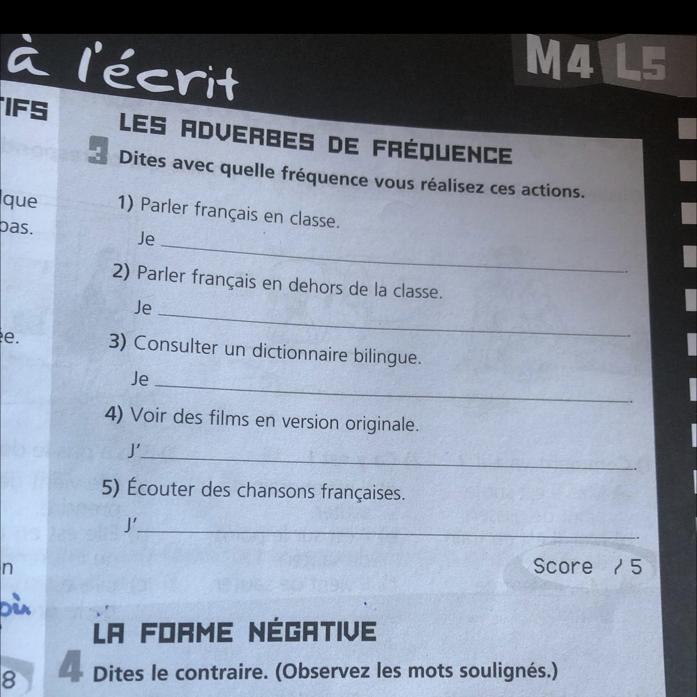 à l'écrit
M4 L5
LES ADVERBES DE FRÉQUENCE
3 Dites avec quelle fréquence vous réalisez ces actions.
1) Parler français en classe.
Je
2) Parler français en dehors de la classe.
Je
3) Consulter un dictionnaire bilingue.
Je
4) Voir des films en version originale.
J'
5) Écouter des chansons françaises.
J'
Score / 5
LA FORME NÉGATIVE
4 Dites le contraire. (Observez les mots soulignés.)
pas.
8